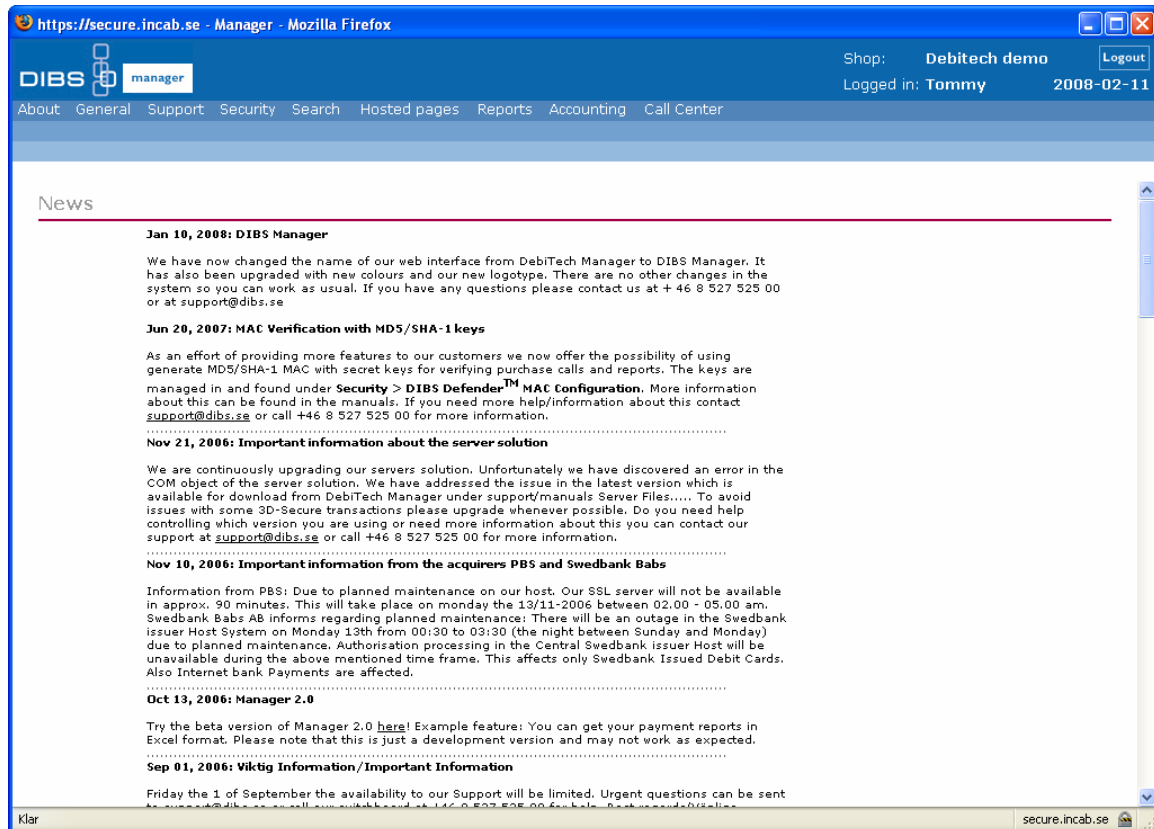 https://secure.incab.se - Manager - Mozilla Firefox
DIBS manager
Shop: Debitech demo Logout
Logged in: Tommy 2008-02-11
About General Support Security Search Hosted pages Reports Accounting Call Center
News
Jan 10, 2008: DIBS Manager
We have now changed the name of our web interface from DebiTech Manager to DIBS Manager. It
has also been upgraded with new colours and our new logotype. There are no other changes in the
system so you can work as usual. If you have any questions please contact us at + 46 8 527 525 00
or at support@dibs.se
Jun 20, 2007: MAC Verification with MD5/SHA-1 keys
As an effort of providing more features to our customers we now offer the possibility of using
generate MD5/SHA-1 MAC with secret keys for verifying purchase calls and reports. The keys are
managed in and found under Security > DIBS Defender™ MAC Configuration. More information
about this can be found in the manuals. If you need more help/information about this contact
support@dibs.se or call +46 8 527 525 00 for more information.
Nov 21, 2006: Important information about the server solution
We are continuously upgrading our servers solution. Unfortunately we have discovered an error in the
COM object of the server solution. We have addressed the issue in the latest version which is
available for download from DebiTech Manager under support/manuals Server Files..... To avoid
issues with some 3D-Secure transactions please upgrade whenever possible. Do you need help
controlling which version you are using or need more information about this you can contact our
support at support@dibs.se or call +46 8 527 525 00 for more information.
Nov 10, 2006: Important information from the acquirers PBS and Swedbank Babs
Information from PBS: Due to planned maintenance on our host. Our SSL server will not be available
in approx. 90 minutes. This will take place on monday the 13/11-2006 between 02.00 - 05.00 am.
Swedbank Babs AB informs regarding planned maintenance: There will be an outage in the Swedbank
issuer Host System on Monday 13th from 00:30 to 03:30 (the night between Sunday and Monday)
due to planned maintenance. Authorisation processing in the Central Swedbank issuer Host will be
unavailable during the above mentioned time frame. This affects only Swedbank Issued Debit Cards.
Also Internet bank Payments are affected.
Oct 13, 2006: Manager 2.0
Try the beta version of Manager 2.0 here! Example feature: You can get your payment reports in
Excel format. Please note that this is just a development version and may not work as expected.
Sep 01, 2006: Viktig Information/Important Information
Friday the 1 of September the availability to our Support will be limited. Urgent questions can be sent
to support@dibs.se or call our switchboard at +46 8 527 525 00 for help.
Klar secure.incab.se